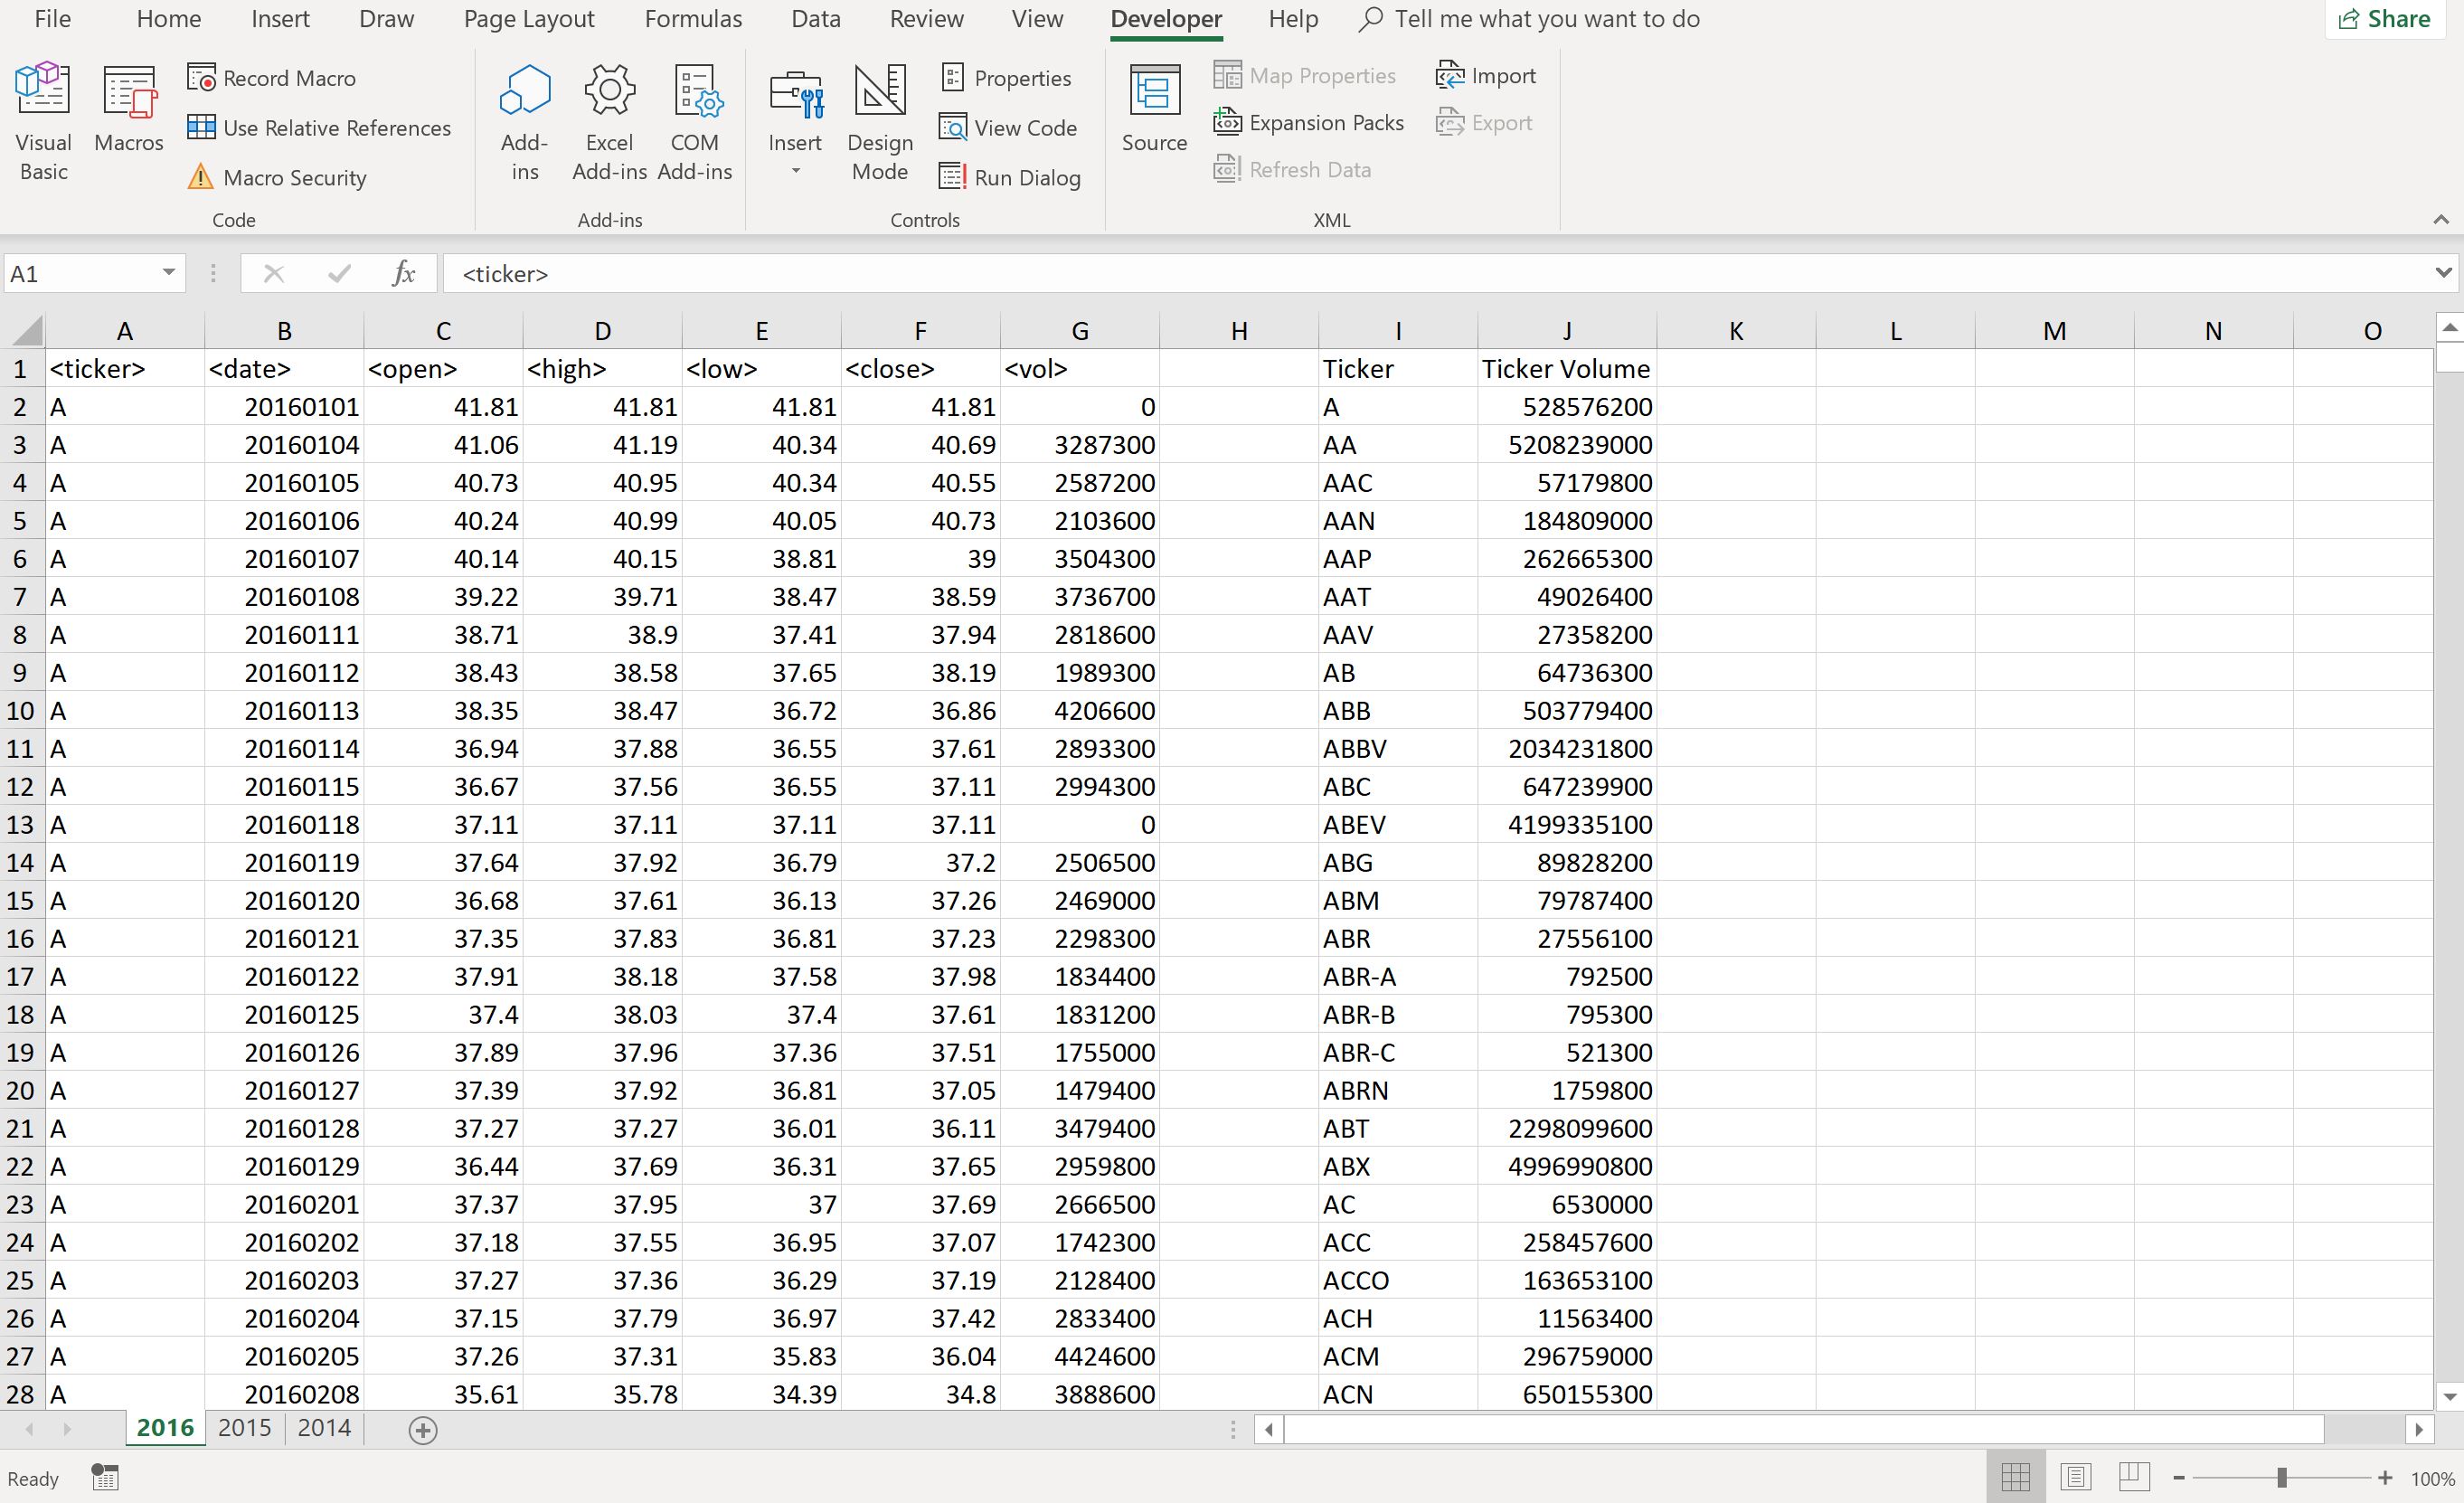 File Home Insert Draw Page Layout Formulas Data Review View Developer Help Tell me what you want to do Share
Visual Basic
Macros
Record Macro
Use Relative References
Macro Security
Code
Add-ins
Excel Add-ins
COM Add-ins
Add-ins
Insert
Design Mode
Properties
View Code
Run Dialog
Controls
Source
Map Properties
Expansion Packs
Refresh Data
Import
Export
XML
A1 fx <ticker>
A B C D E F G H I J K L M N O
1 <ticker> <date> <open> <high> <low> <close> <vol> Ticker Ticker Volume
2 A 20160101 41.81 41.81 41.81 41.81 0 A 528576200
3 A 20160104 41.06 41.19 40.34 40.69 3287300 AA 5208239000
4 A 20160105 40.73 40.95 40.34 40.55 2587200 AAC 57179800
5 A 20160106 40.24 40.99 40.05 40.73 2103600 AAN 184809000
6 A 20160107 40.14 40.15 38.81 39 3504300 AAP 262665300
7 A 20160108 39.22 39.71 38.47 38.59 3736700 AAT 49026400
8 A 20160111 38.71 38.9 37.41 37.94 2818600 AAV 27358200
9 A 20160112 38.43 38.58 37.65 38.19 1989300 AB 64736300
10 A 20160113 38.35 38.47 36.72 36.86 4206600 ABB 503779400
11 A 20160114 36.94 37.88 36.55 37.61 2893300 ABBV 2034231800
12 A 20160115 36.67 37.56 36.55 37.11 2994300 ABC 647239900
13 A 20160118 37.11 37.11 37.11 37.11 0 ABEV 4199335100
14 A 20160119 37.64 37.92 36.79 37.2 2506500 ABG 89828200
15 A 20160120 36.68 37.61 36.13 37.26 2469000 ABM 79787400
16 A 20160121 37.35 37.83 36.81 37.23 2298300 ABR 27556100
17 A 20160122 37.91 38.18 37.58 37.98 1834400 ABR-A 792500
18 A 20160125 37.4 38.03 37.4 37.61 1831200 ABR-B 795300
19 A 20160126 37.89 37.96 37.36 37.51 1755000 ABR-C 521300
20 A 20160127 37.39 37.92 36.81 37.05 1479400 ABRN 1759800
21 A 20160128 37.27 37.27 36.01 36.11 3479400 ABT 2298099600
22 A 20160129 36.44 37.69 36.31 37.65 2959800 ABX 4996990800
23 A 20160201 37.37 37.95 37 37.69 2666500 AC 6530000
24 A 20160202 37.18 37.55 36.95 37.07 1742300 ACC 258457600
25 A 20160203 37.27 37.36 36.29 37.19 2128400 ACCO 163653100
26 A 20160204 37.15 37.79 36.97 37.42 2833400 ACH 11563400
27 A 20160205 37.26 37.31 35.83 36.04 4424600 ACM 296759000
28 A 20160208 35.61 35.78 34.39 34.8 3888600 ACN 650155300
2016 2015 2014
Ready 100%